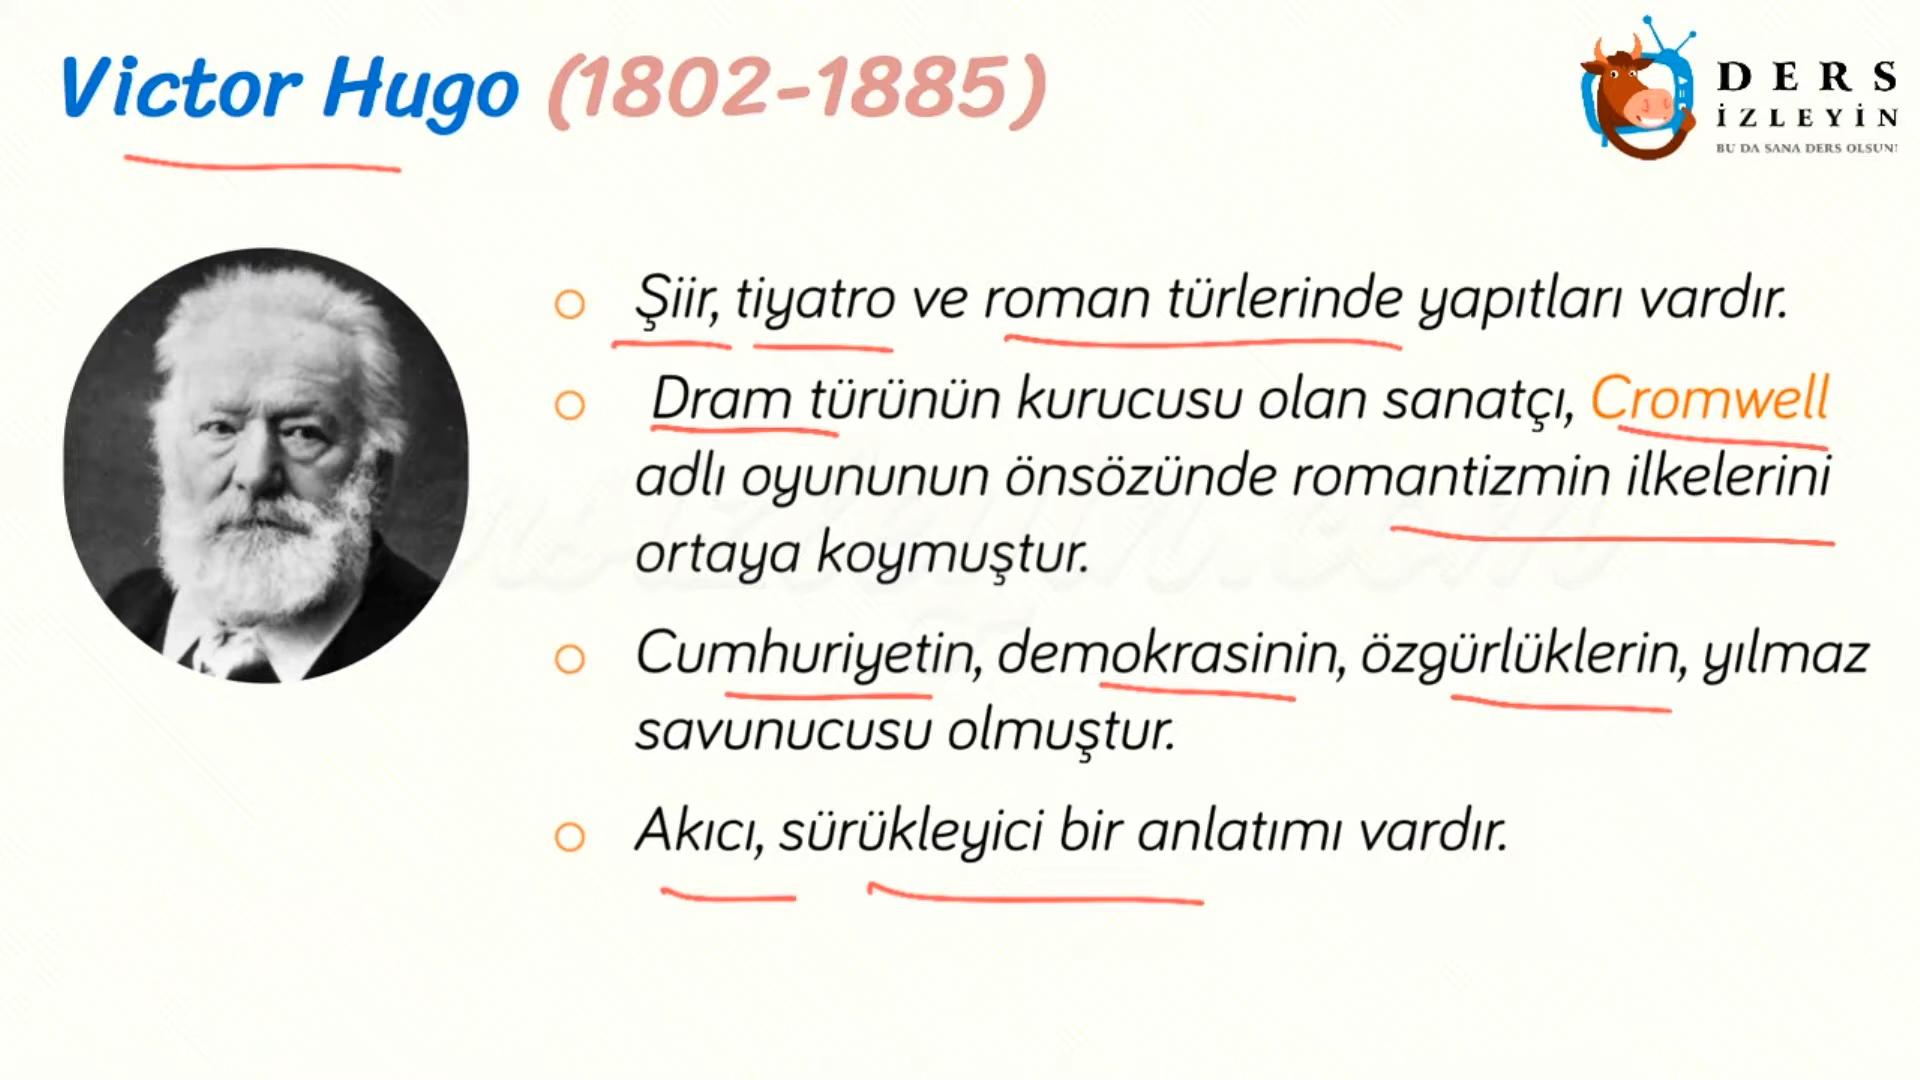 Victor Hugo (1802-1885)
DERS
İZLEYİN
BU DA SANA DERS OLSUN!
Şiir, tiyatro ve roman türlerinde yapıtları vardır.
Dram türünün kurucusu olan sanatçı, Cromwell
adlı oyununun önsözünde romantizmin ilkelerini
ortaya koymuştur.
Cumhuriyetin, demokrasinin, özgürlüklerin, yılmaz
savunucusu olmuştur.
Akıcı, sürükleyici bir anlatımı vardır.